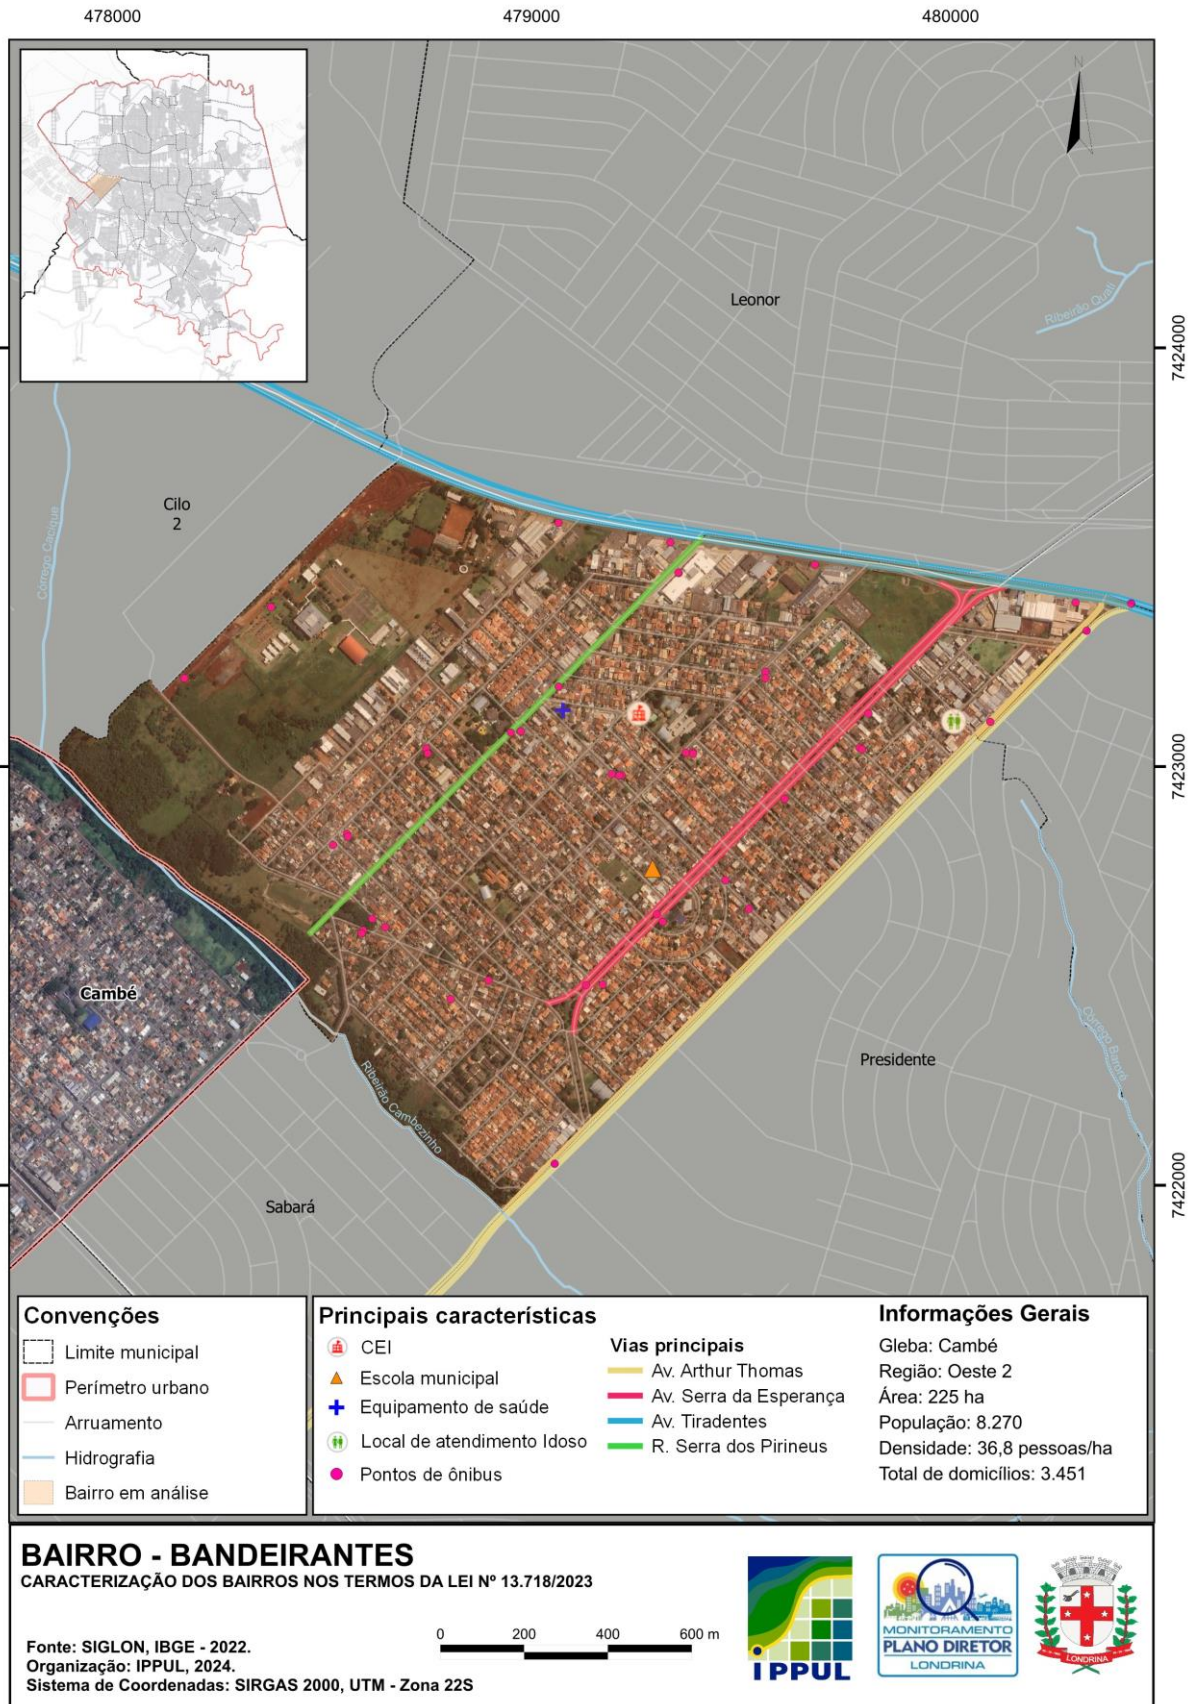 478000
479000
480000
N
Leonor
Ribeirão Quati
7424000
Cilo
2
Córrego Cacique
7423000
Cambé
Presidente
Córrego Baroré
Ribeirão Cambezinho
Sabará
7422000
Convenções
Limite municipal
Perímetro urbano
Arruamento
Hidrografia
Bairro em análise
Principais características
CEI
Escola municipal
Equipamento de saúde
Local de atendimento Idoso
Pontos de ônibus
Vias principais
Av. Arthur Thomas
Av. Serra da Esperança
Av. Tiradentes
R. Serra dos Pirineus
Informações Gerais
Gleba: Cambé
Região: Oeste 2
Área: 225 ha
População: 8.270
Densidade: 36,8 pessoas/ha
Total de domicílios: 3.451
BAIRRO - BANDEIRANTES
CARACTERIZAÇÃO DOS BAIRROS NOS TERMOS DA LEI Nº 13.718/2023
Fonte: SIGLON, IBGE - 2022.
Organização: IPPUL, 2024.
Sistema de Coordenadas: SIRGAS 2000, UTM - Zona 22S
0 200 400 600 m
IPPUL
MONITORAMENTO
PLANO DIRETOR
LONDRINA
LONDRINA